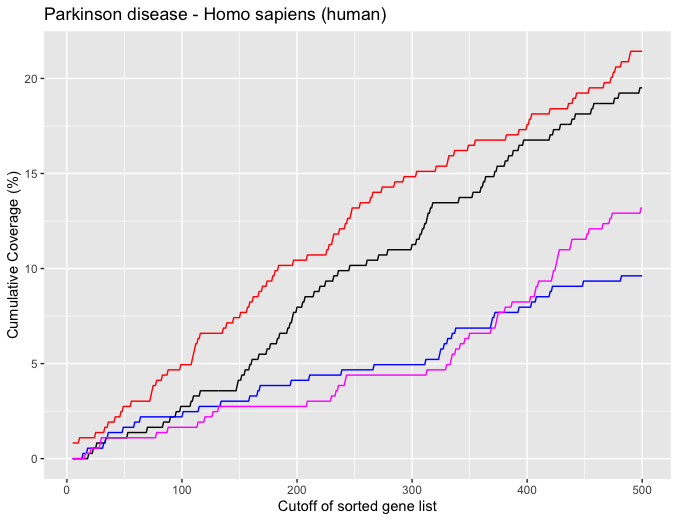 Parkinson disease - Homo sapiens (human)
Cumulative Coverage (%)
20
15
10
5
0
0 100 200 300 400 500
Cutoff of sorted gene list